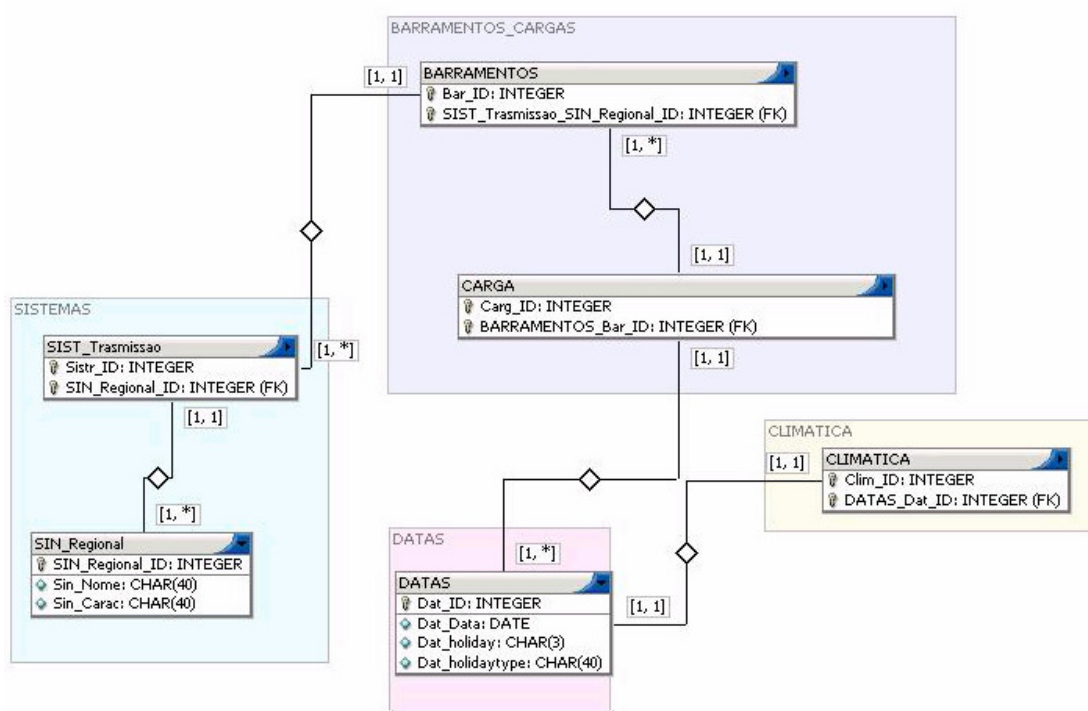 BARRAMENTOS_CARGAS
[1, 1]
BARRAMENTOS
Bar_ID: INTEGER
SIST_Trasmissao_SIN_Regional_ID: INTEGER (FK)
[1, *]
[1, 1]
CARGA
Carg_ID: INTEGER
BARRAMENTOS_Bar_ID: INTEGER (FK)
[1, 1]
SISTEMAS
SIST_Trasmissao
Sistr_ID: INTEGER
SIN_Regional_ID: INTEGER (FK)
[1, *]
[1, 1]
[1, *]
SIN_Regional
SIN_Regional_ID: INTEGER
Sin_Nome: CHAR(40)
Sin_Carac: CHAR(40)
CLIMATICA
[1, 1]
CLIMATICA
Clim_ID: INTEGER
DATAS_Dat_ID: INTEGER (FK)
DATAS
[1, *]
DATAS
Dat_ID: INTEGER
Dat_Data: DATE
Dat_holiday: CHAR(3)
Dat_holidaytype: CHAR(40)
[1, 1]